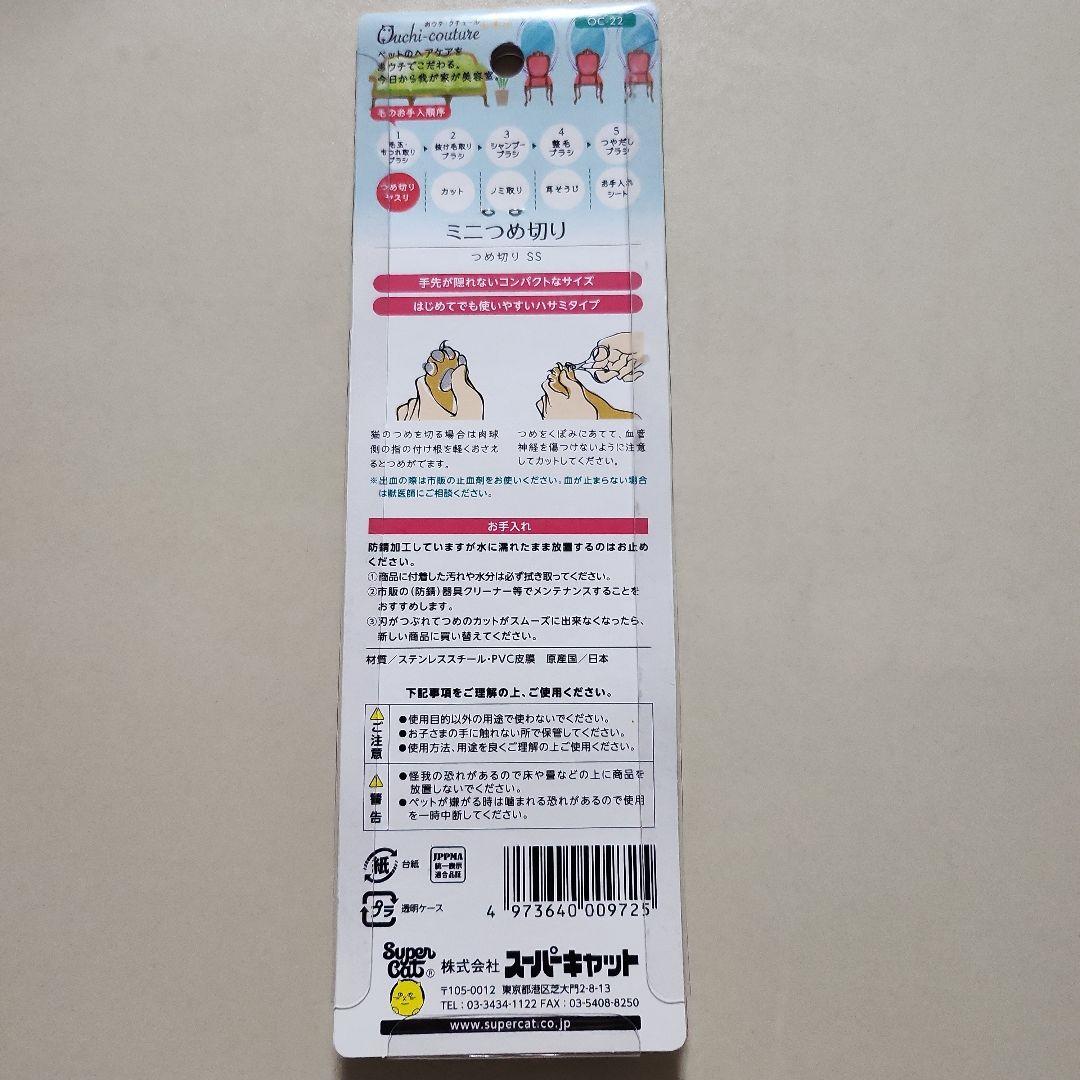 おウチ・クチュール
Ouchi-couture
OC-22
ペットのヘアケアを
おウチでこだわる。
今日から我が家が美容室
毛のお手入順序
1
毛玉・
もつれ取り
ブラシ
2
抜け毛取り
ブラシ
3
シャンプー
ブラシ
4
整毛
ブラシ
5
つやだし
ブラシ
つめ切り
ヤスリ
カット
ノミ取り
耳そうじ
お手入れ
シート
ミニつめ切り
つめ切り SS
手先が隠れないコンパクトなサイズ
はじめてでも使いやすいハサミタイプ
猫のつめを切る場合は肉球
側の指の付け根を軽くおさえ
るとつめがでます。
つめをくぼみにあてて、血管
神経を傷つけないように注意
してカットしてください。
※出血の際は市販の止血剤をお使いください。血が止まらない場合
は獣医師にご相談ください。
お手入れ
防錆加工していますが水に濡れたまま放置するのはお止め
ください。
①商品に付着した汚れや水分は必ず拭き取ってください。
②市販の(防錆)器具クリーナー等でメンテナンスすることを
おすすめします。
③刃がつぶれてつめのカットがスムーズに出来なくなったら、
新しい商品に買い替えてください。
材質/ステンレススチール・PVC皮膜 原産国/日本
下記事項をご理解の上、ご使用ください。
ご注意
●使用目的以外の用途で使わないでください。
●お子さまの手に触れない所で保管してください。
●使用方法、用途を良くご理解の上ご使用ください。
警告
●怪我の恐れがあるので床や畳などの上に商品を
放置しないでください。
●ペットが嫌がる時は噛まれる恐れがあるので使用
を一時中断してください。
紙
台紙
JPPMA
統一表示
適合品証
プラ
透明ケース
4 973640 009725
Super
Cat®
株式会社 スーパーキャット
〒105-0012 東京都港区芝大門2-8-13
TEL:03-3434-1122 FAX:03-5408-8250
www.supercat.co.jp